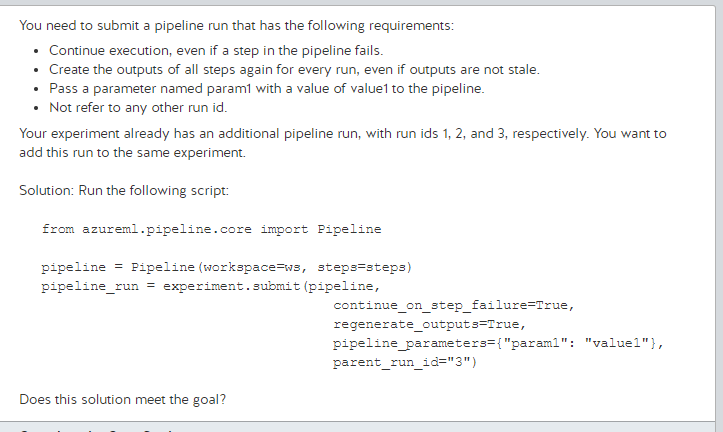 You need to submit a pipeline run that has the following requirements:
• Continue execution, even if a step in the pipeline fails.
• Create the outputs of all steps again for every run, even if outputs are not stale.
• Pass a parameter named param1 with a value of value1 to the pipeline.
• Not refer to any other run id.
Your experiment already has an additional pipeline run, with run ids 1, 2, and 3, respectively. You want to
add this run to the same experiment.
Solution: Run the following script:
from azureml.pipeline.core import Pipeline
pipeline = Pipeline(workspace=ws, steps=steps)
pipeline_run = experiment.submit(pipeline,
continue_on_step_failure=True,
regenerate_outputs=True,
pipeline_parameters={"param1": "value1"},
parent_run_id="3")
Does this solution meet the goal?